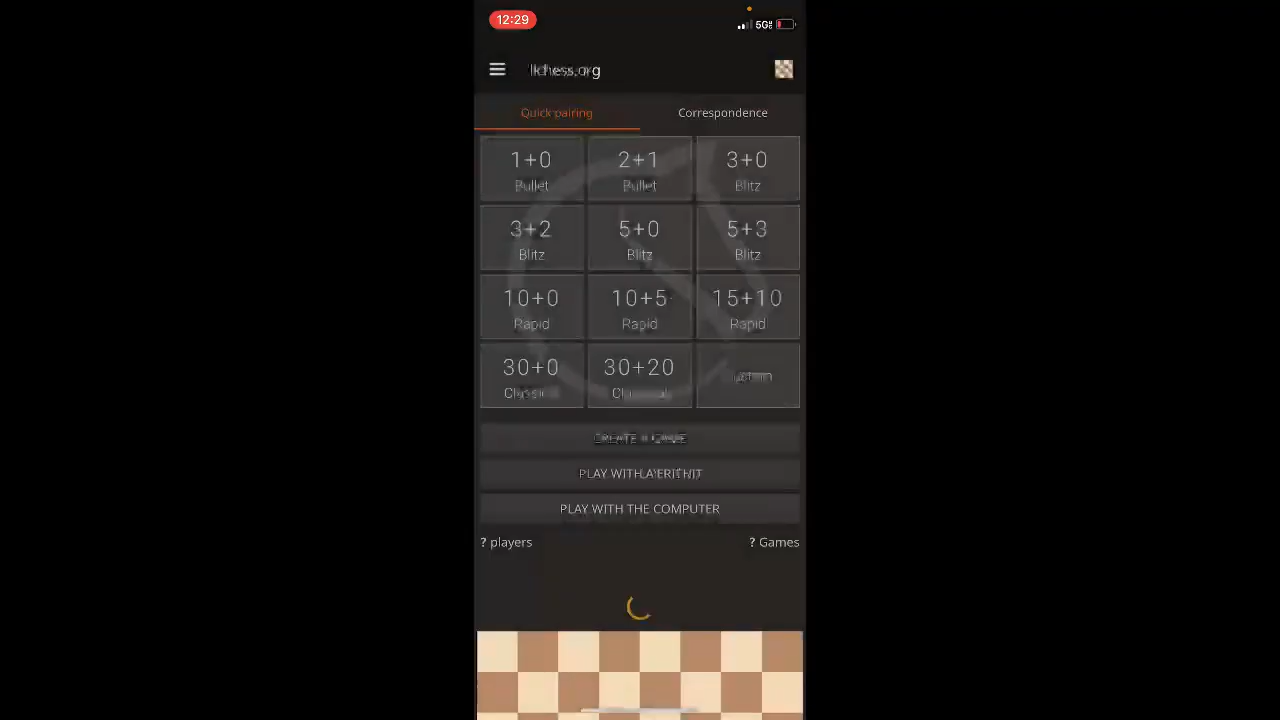 12:29
5G
Quick pairing
Correspondence
1+0
2+1
3+0
Bullet
Bullet
Blitz
3+2
5+0
5+3
Blitz
Blitz
Blitz
10+0
10+5
15+10
Rapid
Rapid
Rapid
30+0
30+20
PLAY WITH
PLAY WITH THE COMPUTER
? players
? Games